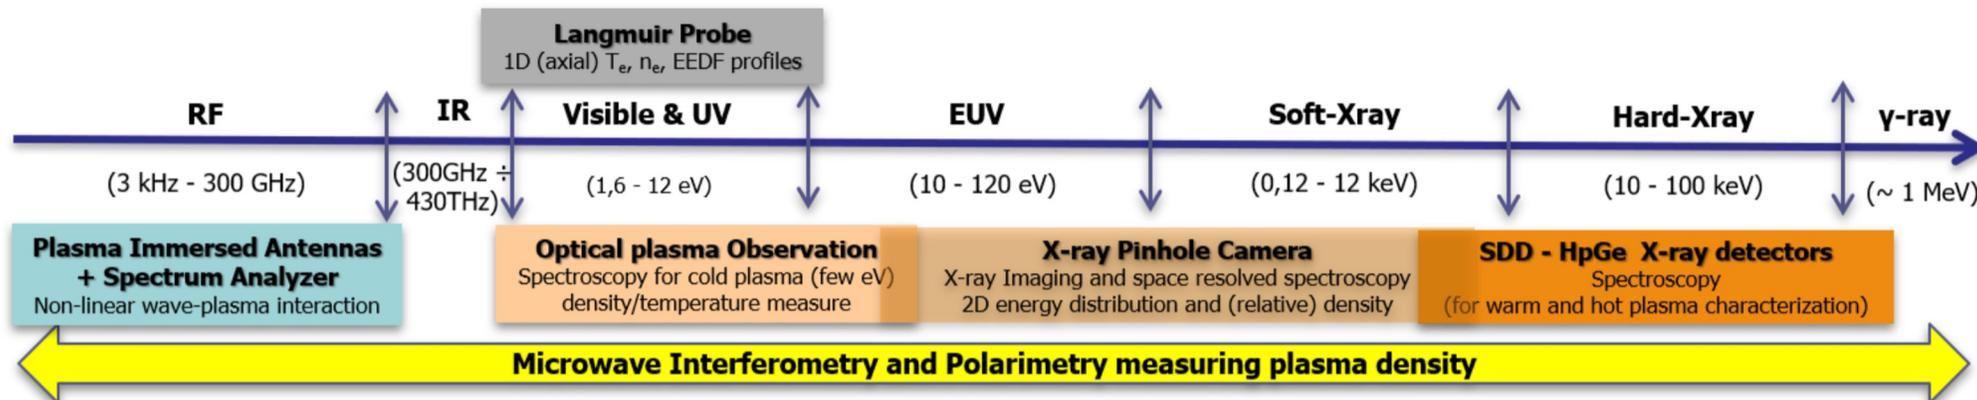 Langmuir Probe
1D (axial) Te, ne, EEDF profiles
RF
IR
Visible & UV
EUV
Soft-Xray
Hard-Xray
γ-ray
(3 kHz - 300 GHz)
(300GHz ÷
430THz)
(1,6 - 12 eV)
(10 - 120 eV)
(0,12 - 12 keV)
(10 - 100 keV)
(~ 1 MeV)
Plasma Immersed Antennas
+ Spectrum Analyzer
Non-linear wave-plasma interaction
Optical plasma Observation
Spectroscopy for cold plasma (few eV)
density/temperature measure
X-ray Pinhole Camera
X-ray Imaging and space resolved spectroscopy
2D energy distribution and (relative) density
SDD - HpGe X-ray detectors
Spectroscopy
(for warm and hot plasma characterization)
Microwave Interferometry and Polarimetry measuring plasma density